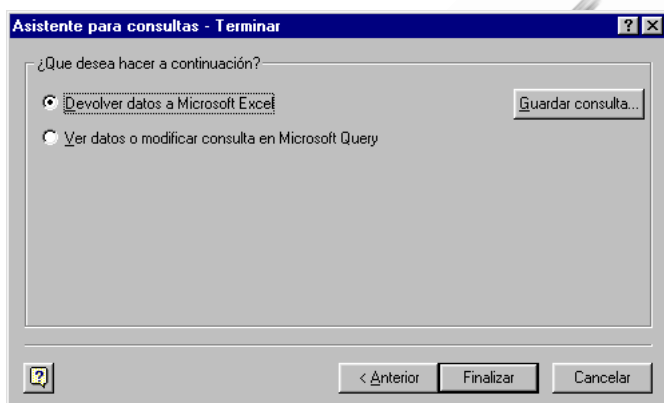 Asistente para consultas - Terminar
¿Que desea hacer a continuación?
Devolver datos a Microsoft Excel
Guardar consulta...
Ver datos o modificar consulta en Microsoft Query
< Anterior
Finalizar
Cancelar